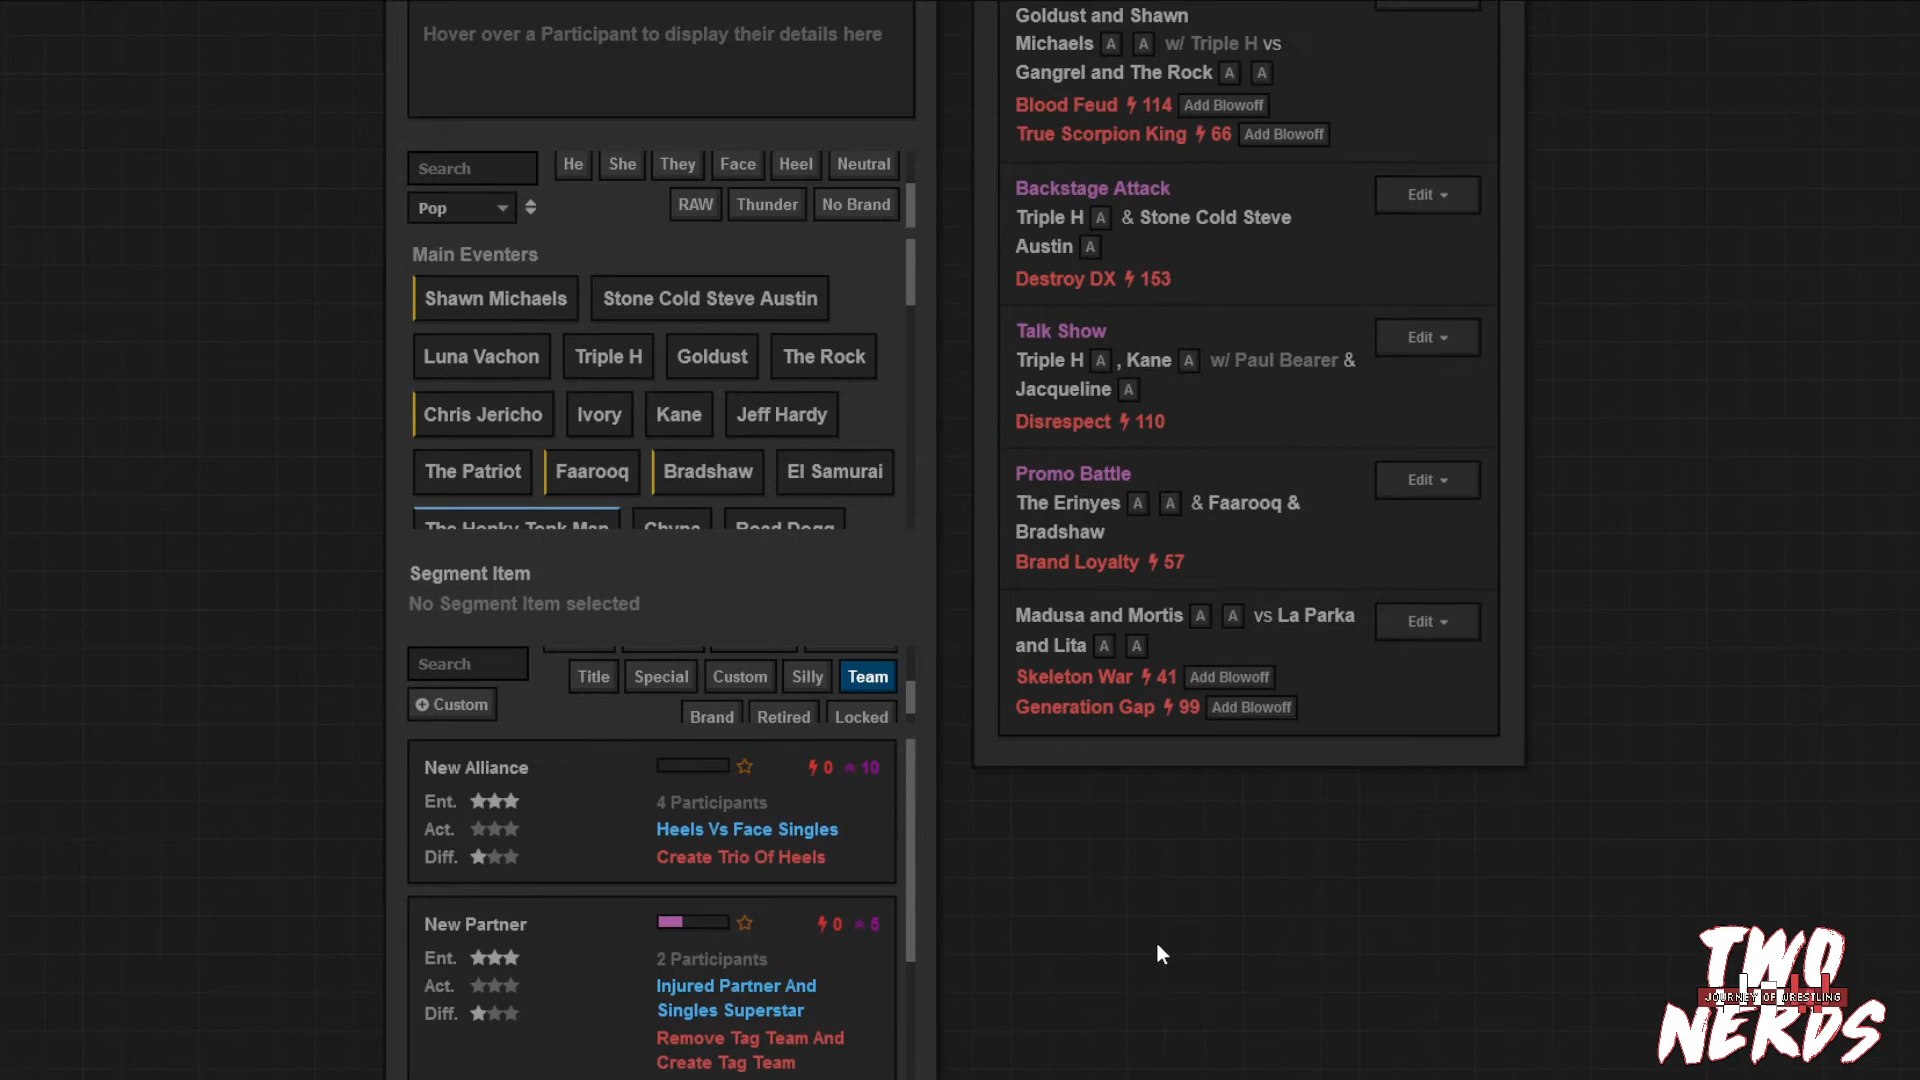 Hover over a Participant to display their details here
Search
He
She
They
Face
Heel
Neutral
Pop
RAW
Thunder
No Brand
Main Eventers
Shawn Michaels
Stone Cold Steve Austin
Luna Vachon
Triple H
Goldust
The Rock
Chris Jericho
Ivory
Kane
Jeff Hardy
The Patriot
Faarooq
Bradshaw
El Samurai
The Honky Tonk Man
Chyna
Road Dogg
Segment Item
No Segment Item selected
Search
Title
Special
Custom
Silly
Team
Custom
Brand
Retired
Locked
New Alliance
0
10
Ent.
4 Participants
Act.
Heels Vs Face Singles
Diff.
Create Trio Of Heels
New Partner
0
5
Ent.
2 Participants
Act.
Injured Partner And
Singles Superstar
Diff.
Remove Tag Team And
Create Tag Team
Goldust and Shawn
Michaels A A w/ Triple H vs
Gangrel and The Rock A A
Blood Feud 114 Add Blowoff
True Scorpion King 66 Add Blowoff
Backstage Attack
Edit
Triple H A & Stone Cold Steve
Austin A
Destroy DX 153
Talk Show
Edit
Triple H A , Kane A w/ Paul Bearer &
Jacqueline A
Disrespect 110
Promo Battle
Edit
The Erinyes A A & Faarooq &
Bradshaw
Brand Loyalty 57
Madusa and Mortis A A vs La Parka
Edit
and Lita A A
Skeleton War 41 Add Blowoff
Generation Gap 99 Add Blowoff
TWO
JOURNEY OF WRESTLING
NERDS